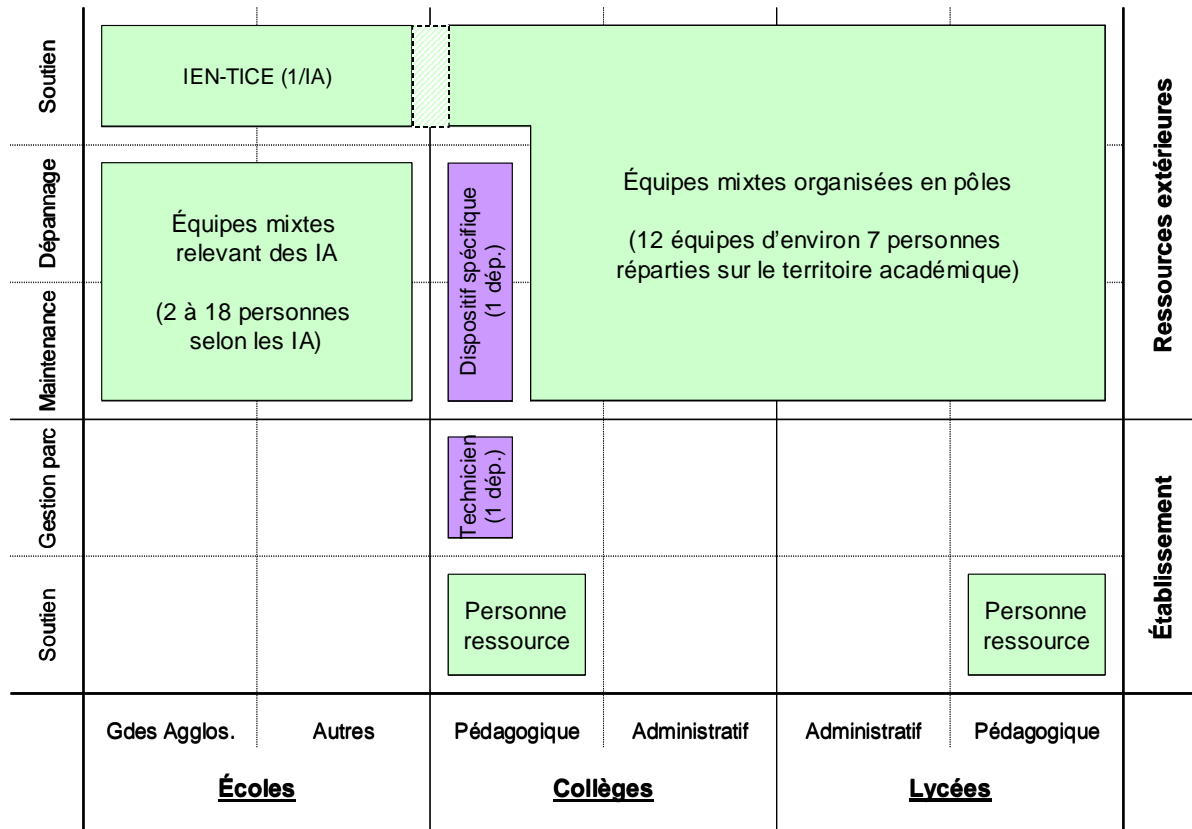 Soutien
IEN-TICE (1/IA)
Dépannage
Équipes mixtes
relevant des IA
(2 à 18 personnes
selon les IA)
Maintenance
Dispositif spécifique
(1 dép.)
Équipes mixtes organisées en pôles
(12 équipes d’environ 7 personnes
réparties sur le territoire académique)
Ressources extérieures
Gestion parc
Technicien
(1 dép.)
Soutien
Personne
ressource
Personne
ressource
Établissement
Gdes Agglos.
Autres
Pédagogique
Administratif
Administratif
Pédagogique
Écoles
Collèges
Lycées